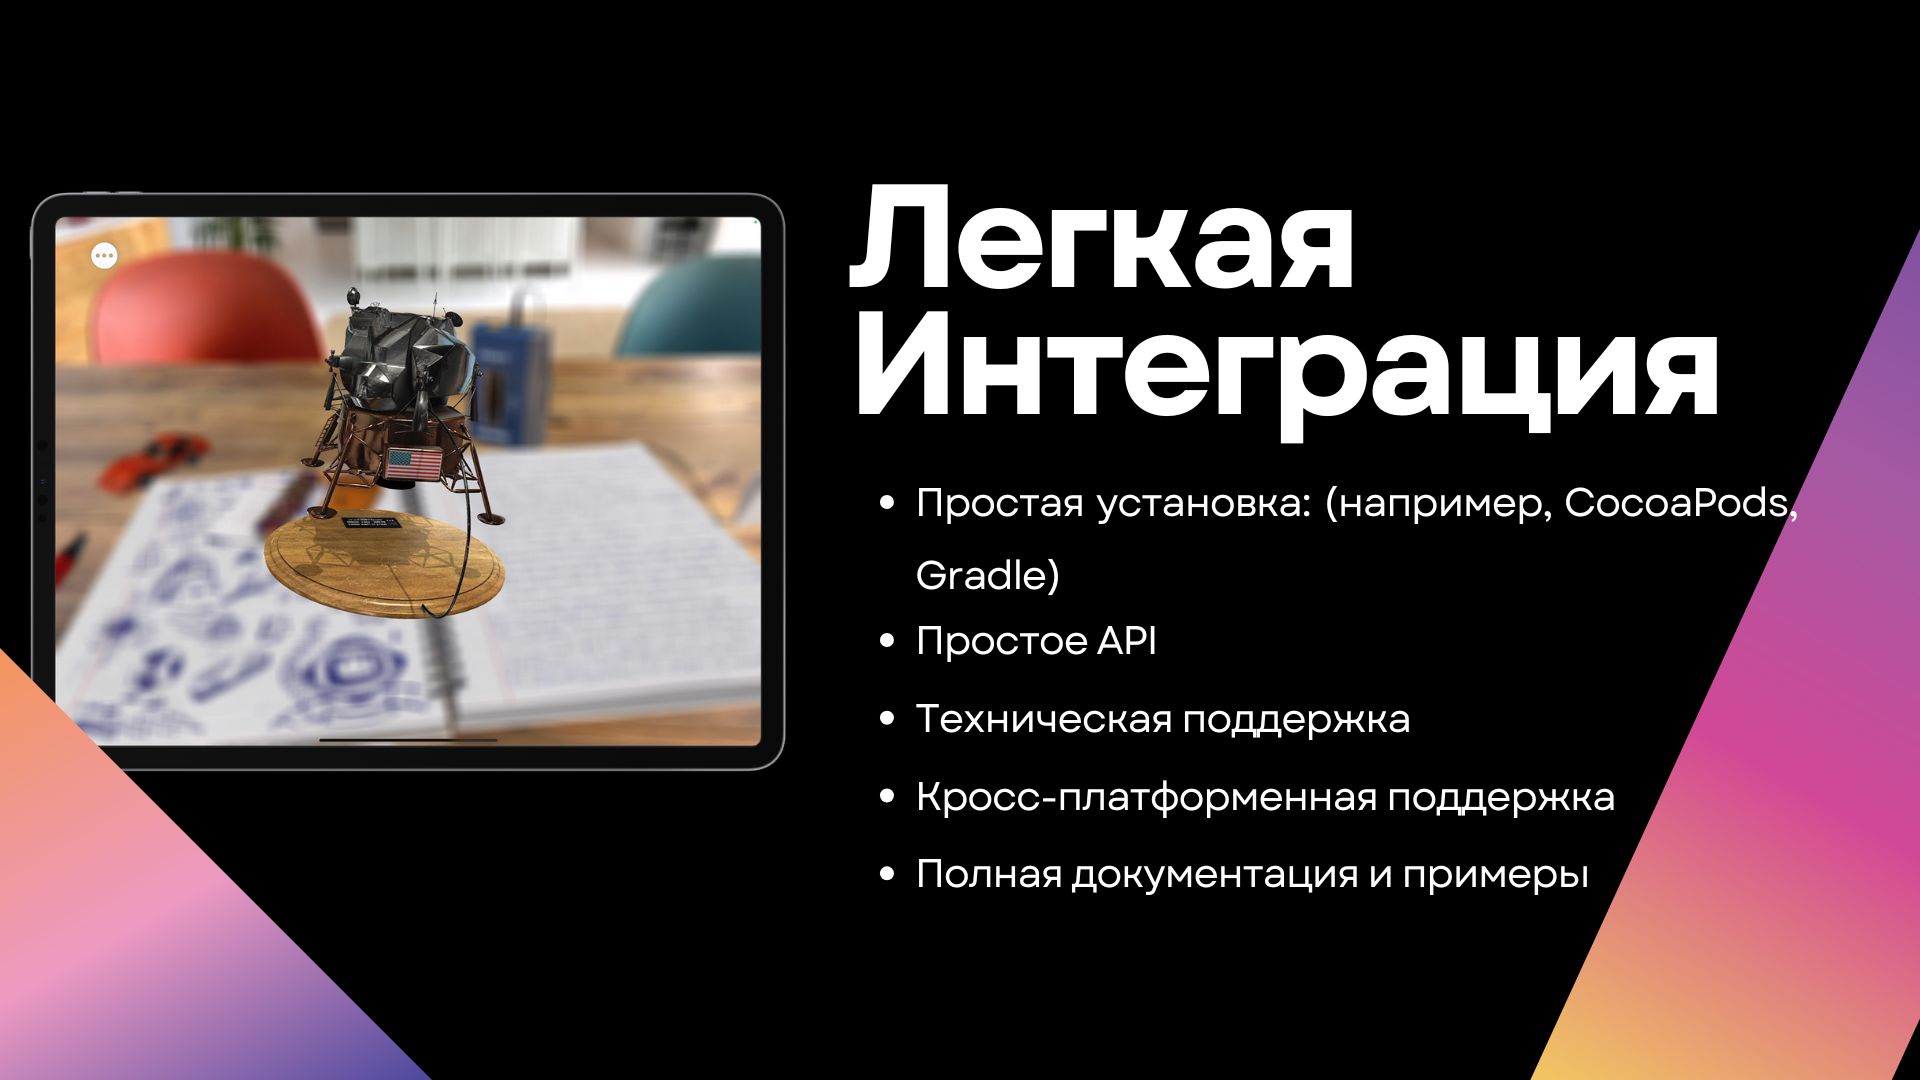 Легкая
Интеграция
Простая установка: (например, CocoaPods,
Gradle)
Простое API
Техническая поддержка
Кросс-платформенная поддержка
Полная документация и примеры